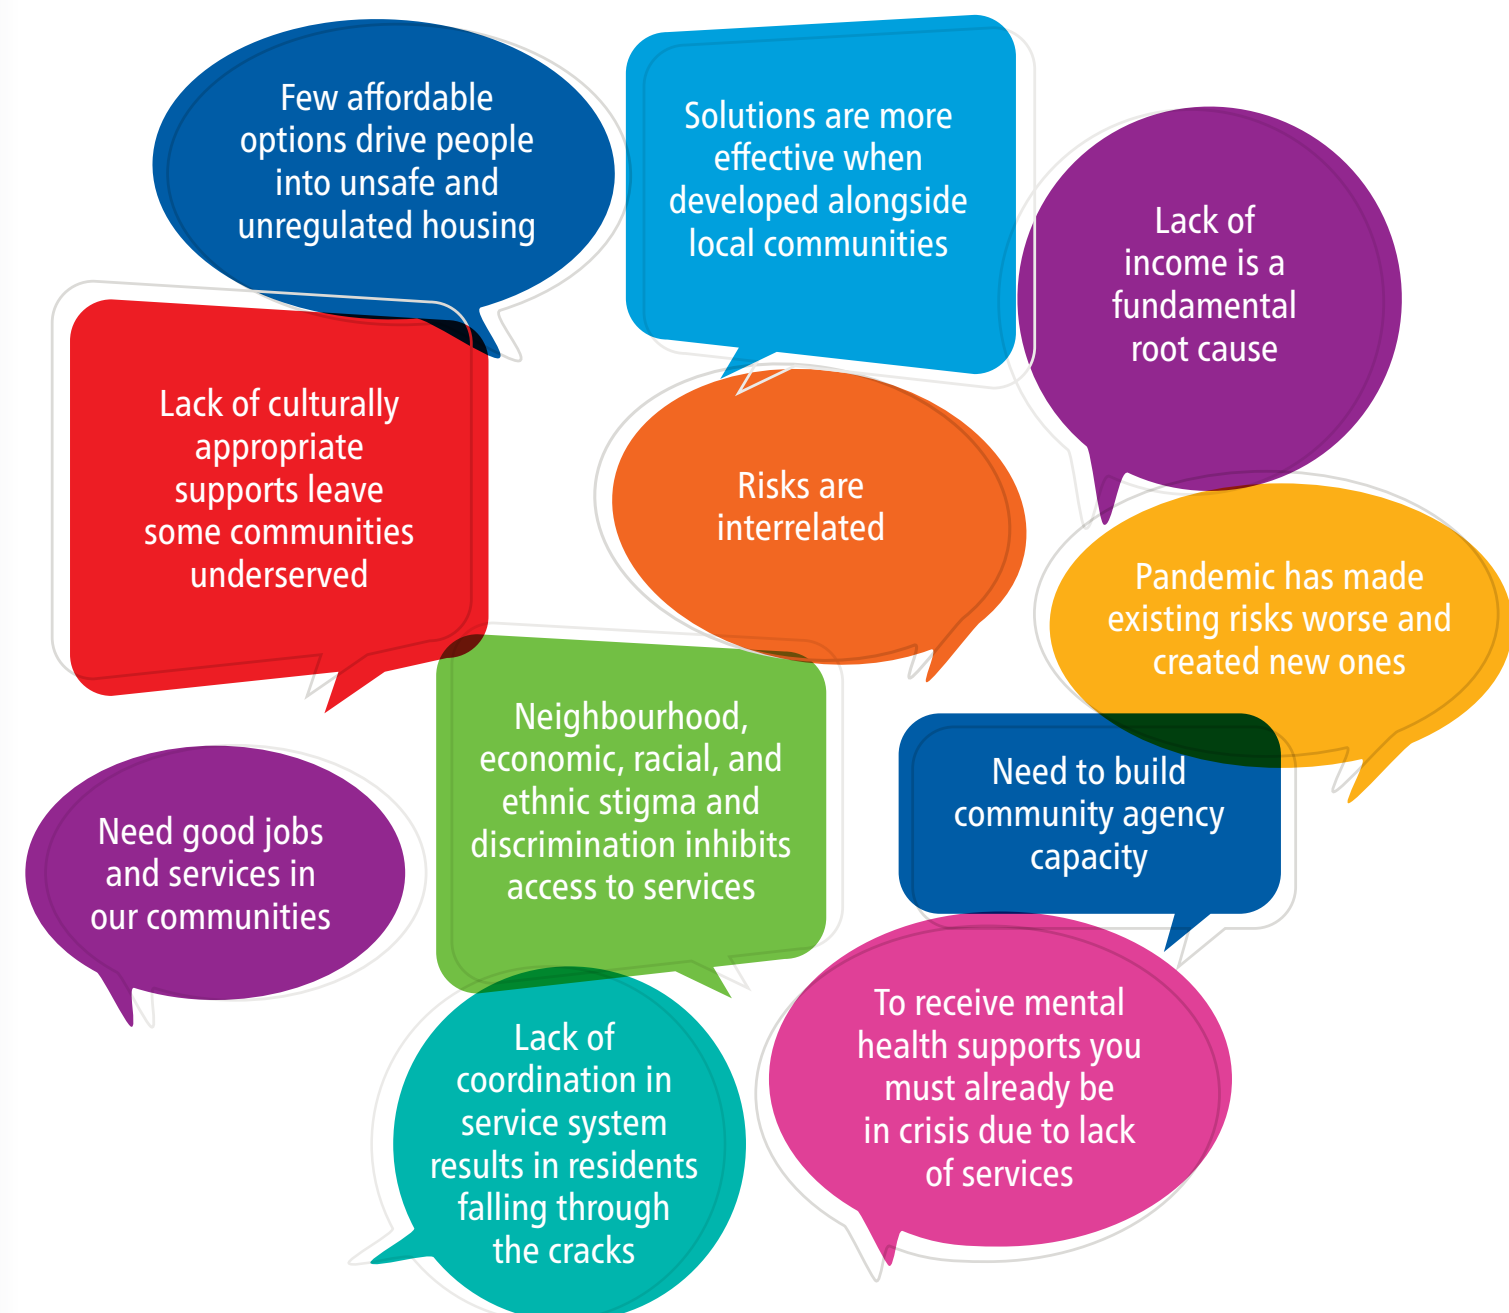 Few affordable
options drive people
into unsafe and
unregulated housing
Solutions are more
effective when
developed alongside
local communities
Lack of
income is a
fundamental
root cause
Lack of culturally
appropriate
supports leave
some communities
underserved
Risks are
interrelated
Pandemic has made
existing risks worse and
created new ones
Neighbourhood,
economic, racial, and
ethnic stigma and
discrimination inhibits
access to services
Need to build
community agency
capacity
Need good jobs
and services in
our communities
Lack of
coordination in
service system
results in residents
falling through
the cracks
To receive mental
health supports you
must already be
in crisis due to lack
of services